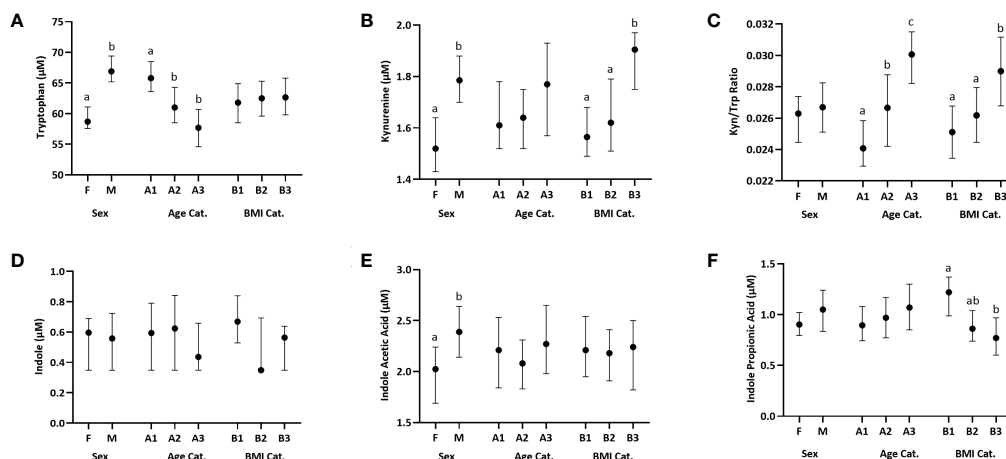 A
Tryptophan (µM)
75
70
65
60
55
50
a
b
a
b
b
F M A1 A2 A3 B1 B2 B3
Sex Age Cat. BMI Cat.
B
Kynurenine (µM)
2.0
1.8
1.6
1.4
a
b
a
a
b
F M A1 A2 A3 B1 B2 B3
Sex Age Cat. BMI Cat.
C
Kyn/Trp Ratio
0.032
0.030
0.028
0.026
0.024
0.022
a
b
c
a
a
b
F M A1 A2 A3 B1 B2 B3
Sex Age Cat. BMI Cat.
D
Indole (µM)
1.0
0.8
0.6
0.4
0.2
0.0
F M A1 A2 A3 B1 B2 B3
Sex Age Cat. BMI Cat.
E
Indole Acetic Acid (µM)
3.0
2.5
2.0
1.5
a
b
F M A1 A2 A3 B1 B2 B3
Sex Age Cat. BMI Cat.
F
Indole Propionic Acid (µM)
1.5
1.0
0.5
0.0
a
ab
b
F M A1 A2 A3 B1 B2 B3
Sex Age Cat. BMI Cat.